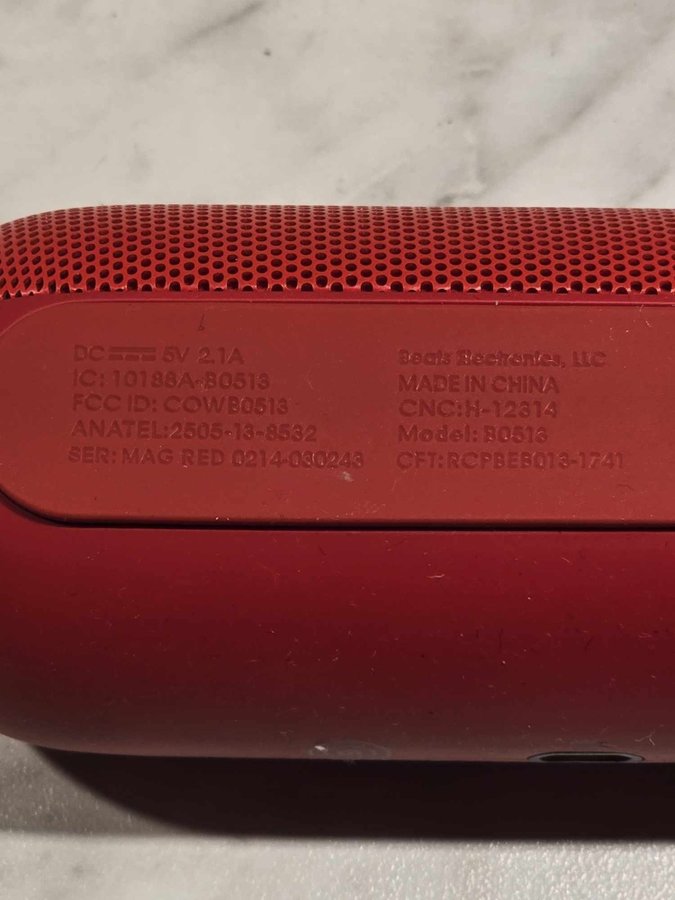 DC 5V 2.1A
IC: 10188A-B0513
FCC ID: COWB0513
ANATEL:2505-13-8532
SER: MAG RED 0214-030243
Beats Electronics, LLC
MADE IN CHINA
CNC:H-12314
Model: B0513
CFT:RCPBEB013-1741